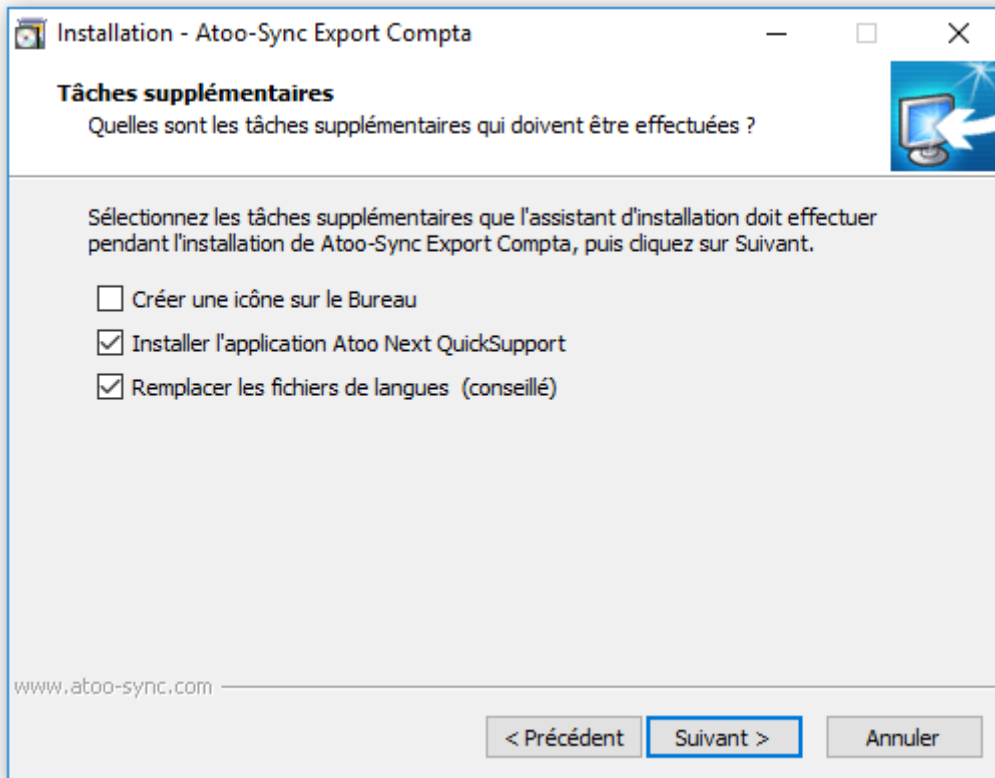 Installation - Atoo-Sync Export Compta
Tâches supplémentaires
Quelles sont les tâches supplémentaires qui doivent être effectuées ?
Sélectionnez les tâches supplémentaires que l'assistant d'installation doit effectuer
pendant l'installation de Atoo-Sync Export Compta, puis cliquez sur Suivant.
Créer une icône sur le Bureau
Installer l'application Atoo Next QuickSupport
Remplacer les fichiers de langues  (conseillé)
www.atoo-sync.com
< Précédent
Suivant >
Annuler